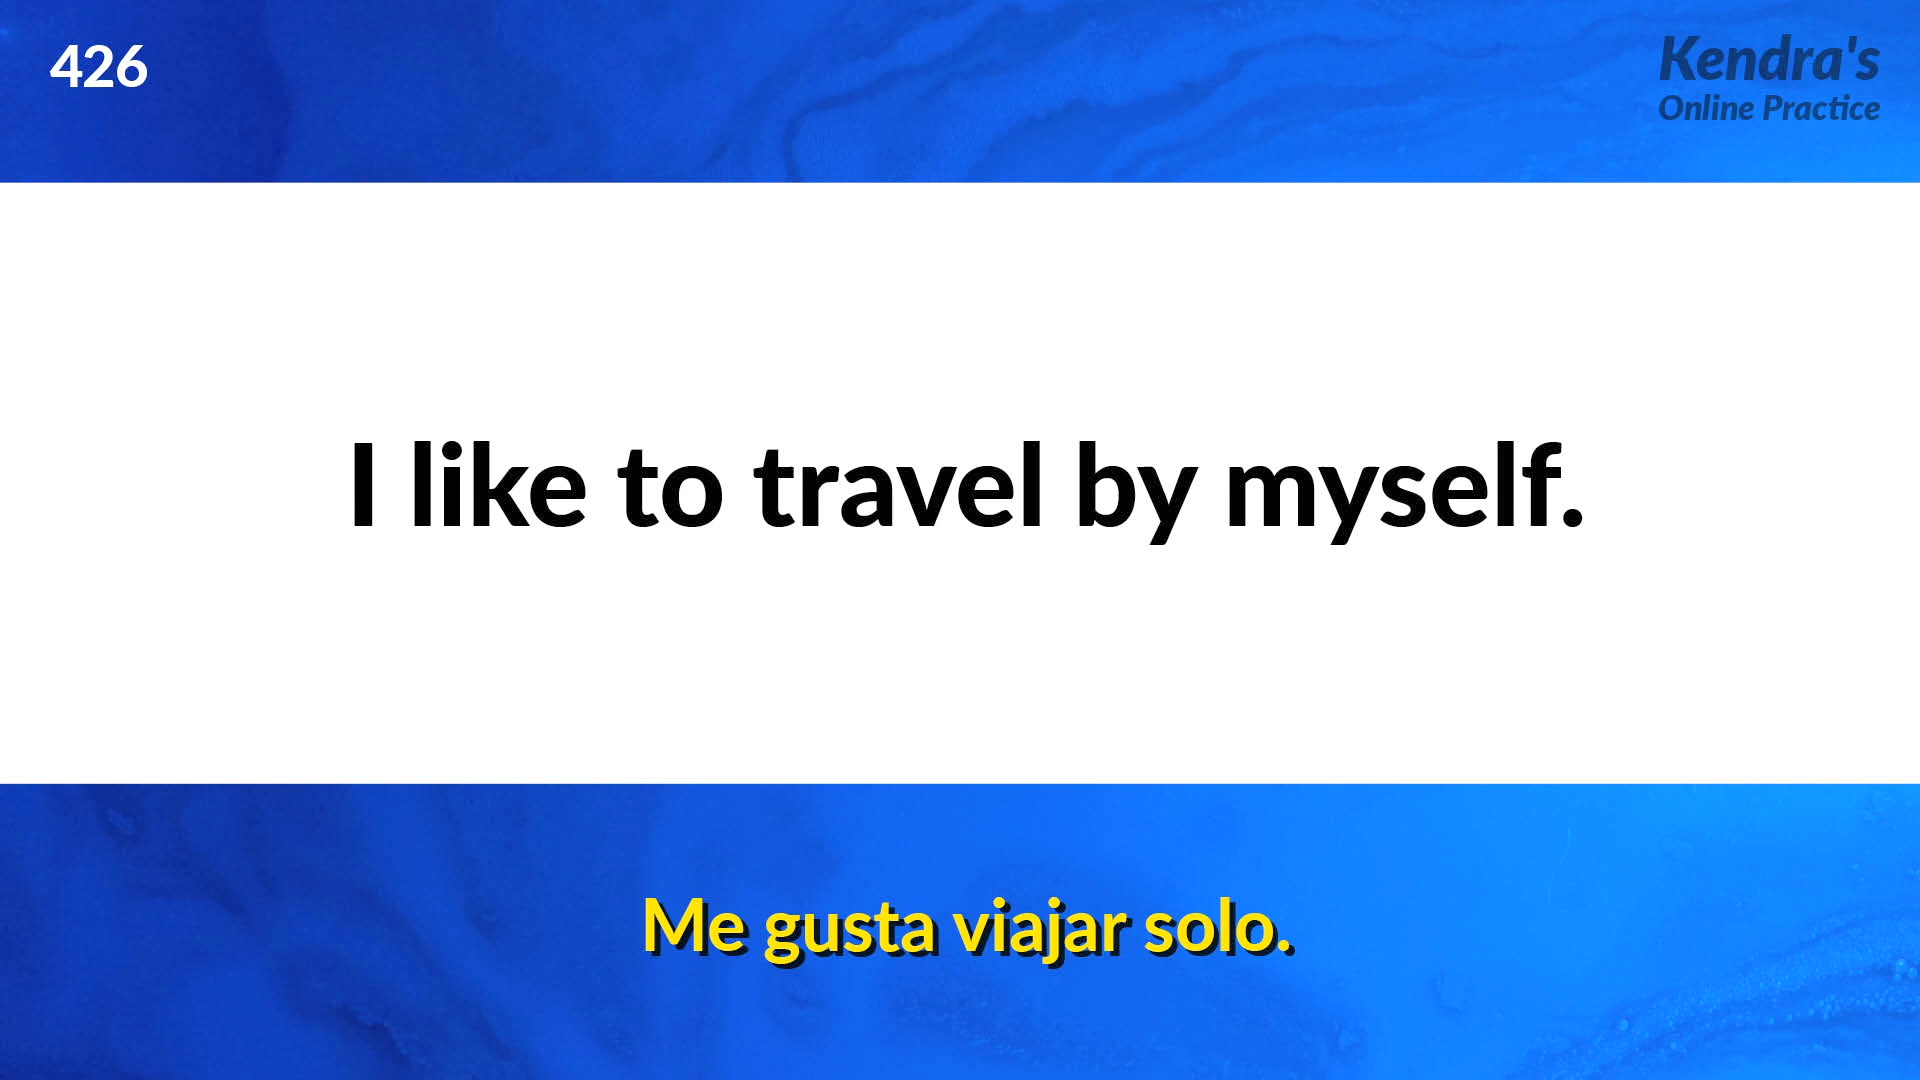 426
Kendra's
Online Practice
I like to travel by myself.
Me gusta viajar solo.